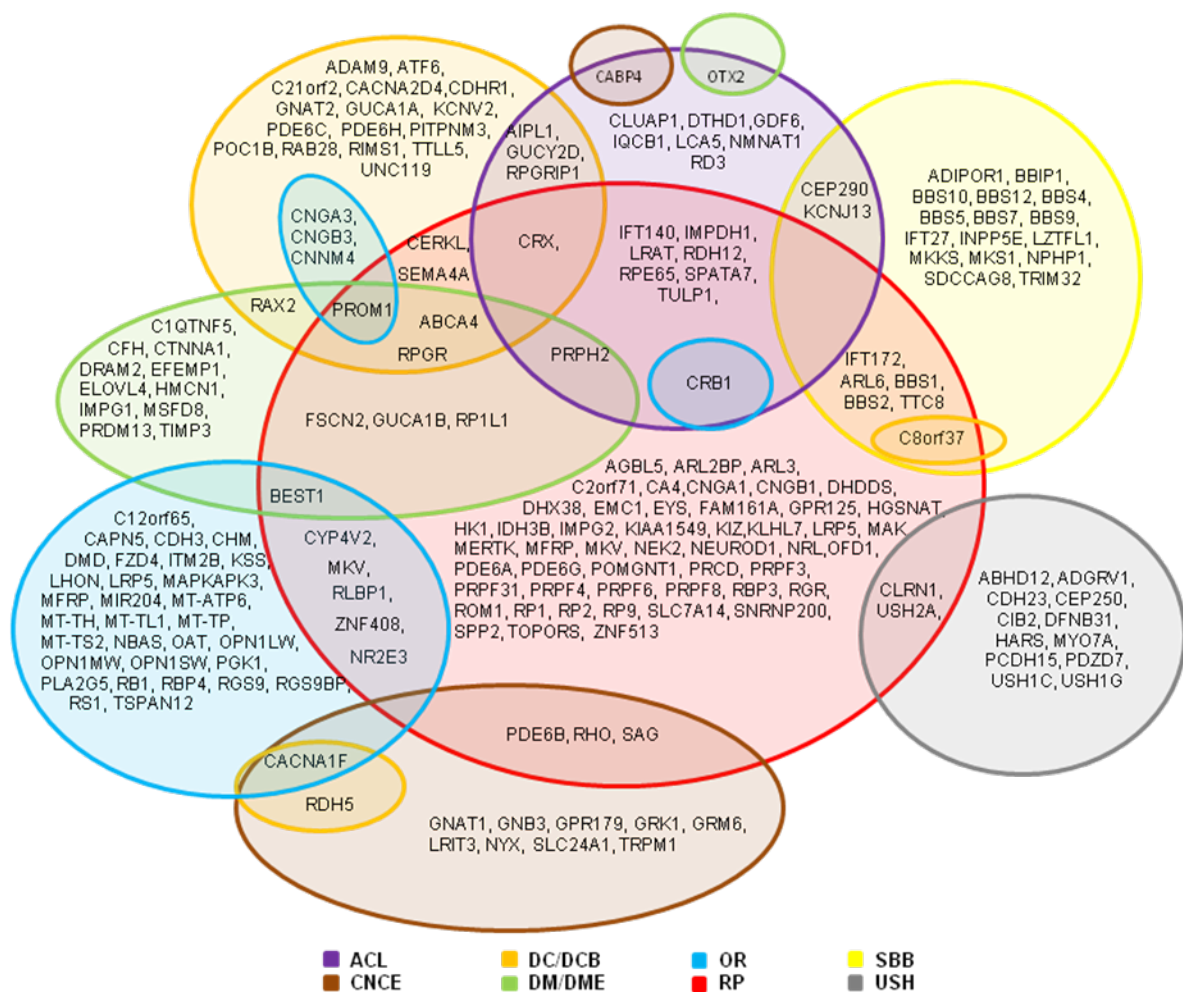 ADAM9, ATF6,
C21orf2, CACNA2D4,CDHR1,
GNAT2, GUCA1A, KCNV2,
PDE6C, PDE6H, PITPNM3,
POC1B, RAB28, RIMS1, TTLL5,
UNC119
AIPL1,
GUCY2D,
RPGRIP1
CABP4
OTX2
CLUAP1, DTHD1,GDF6,
IQCB1, LCA5, NMNAT1
RD3
CEP290
KCNJ13
ADIPOR1, BBIP1,
BBS10, BBS12, BBS4,
BBS5, BBS7, BBS9,
IFT27, INPP5E, LZTFL1,
MKKS, MKS1, NPHP1,
SDCCAG8, TRIM32
CNGA3,
CNGB3,
CNNM4
CERKL,
SEMA4A
CRX,
IFT140, IMPDH1,
LRAT, RDH12,
RPE65, SPATA7,
TULP1,
RAX2
PROM1
ABCA4
RPGR
PRPH2
CRB1
IFT172,
ARL6, BBS1,
BBS2, TTC8
C8orf37
C1QTNF5,
CFH, CTNNA1,
DRAM2, EFEMP1,
ELOVL4, HMCN1,
IMPG1, MSFD8,
PRDM13, TIMP3
FSCN2, GUCA1B, RP1L1
BEST1
AGBL5, ARL2BP, ARL3,
C2orf71, CA4,CNGA1, CNGB1, DHDDS,
DHX38, EMC1, EYS, FAM161A, GPR125, HGSNAT,
HK1, IDH3B, IMPG2, KIAA1549, KIZ,KLHL7, LRP5, MAK,
MERTK, MFRP, MKV, NEK2, NEUROD1, NRL,OFD1,
PDE6A, PDE6G, POMGNT1, PRCD, PRPF3,
PRPF31, PRPF4, PRPF6, PRPF8, RBP3, RGR,
ROM1, RP1, RP2, RP9, SLC7A14, SNRNP200,
SPP2, TOPORS, ZNF513
C12orf65,
CAPN5, CDH3, CHM,
DMD, FZD4, ITM2B, KSS,
LHON, LRP5, MAPKAPK3,
MFRP, MIR204, MT-ATP6,
MT-TH, MT-TL1, MT-TP,
MT-TS2, NBAS, OAT, OPN1LW,
OPN1MW, OPN1SW, PGK1,
PLA2G5, RB1, RBP4, RGS9, RGS9BP,
RS1, TSPAN12
CYP4V2,
MKV,
RLBP1,
ZNF408,
NR2E3
CLRN1,
USH2A,
ABHD12, ADGRV1,
CDH23, CEP250,
CIB2, DFNB31,
HARS, MYO7A,
PCDH15, PDZD7,
USH1C, USH1G
PDE6B, RHO, SAG
CACNA1F
RDH5
GNAT1, GNB3, GPR179, GRK1, GRM6,
LRIT3, NYX, SLC24A1, TRPM1
ACL DC/DCB OR SBB
CNCE DM/DME RP USH